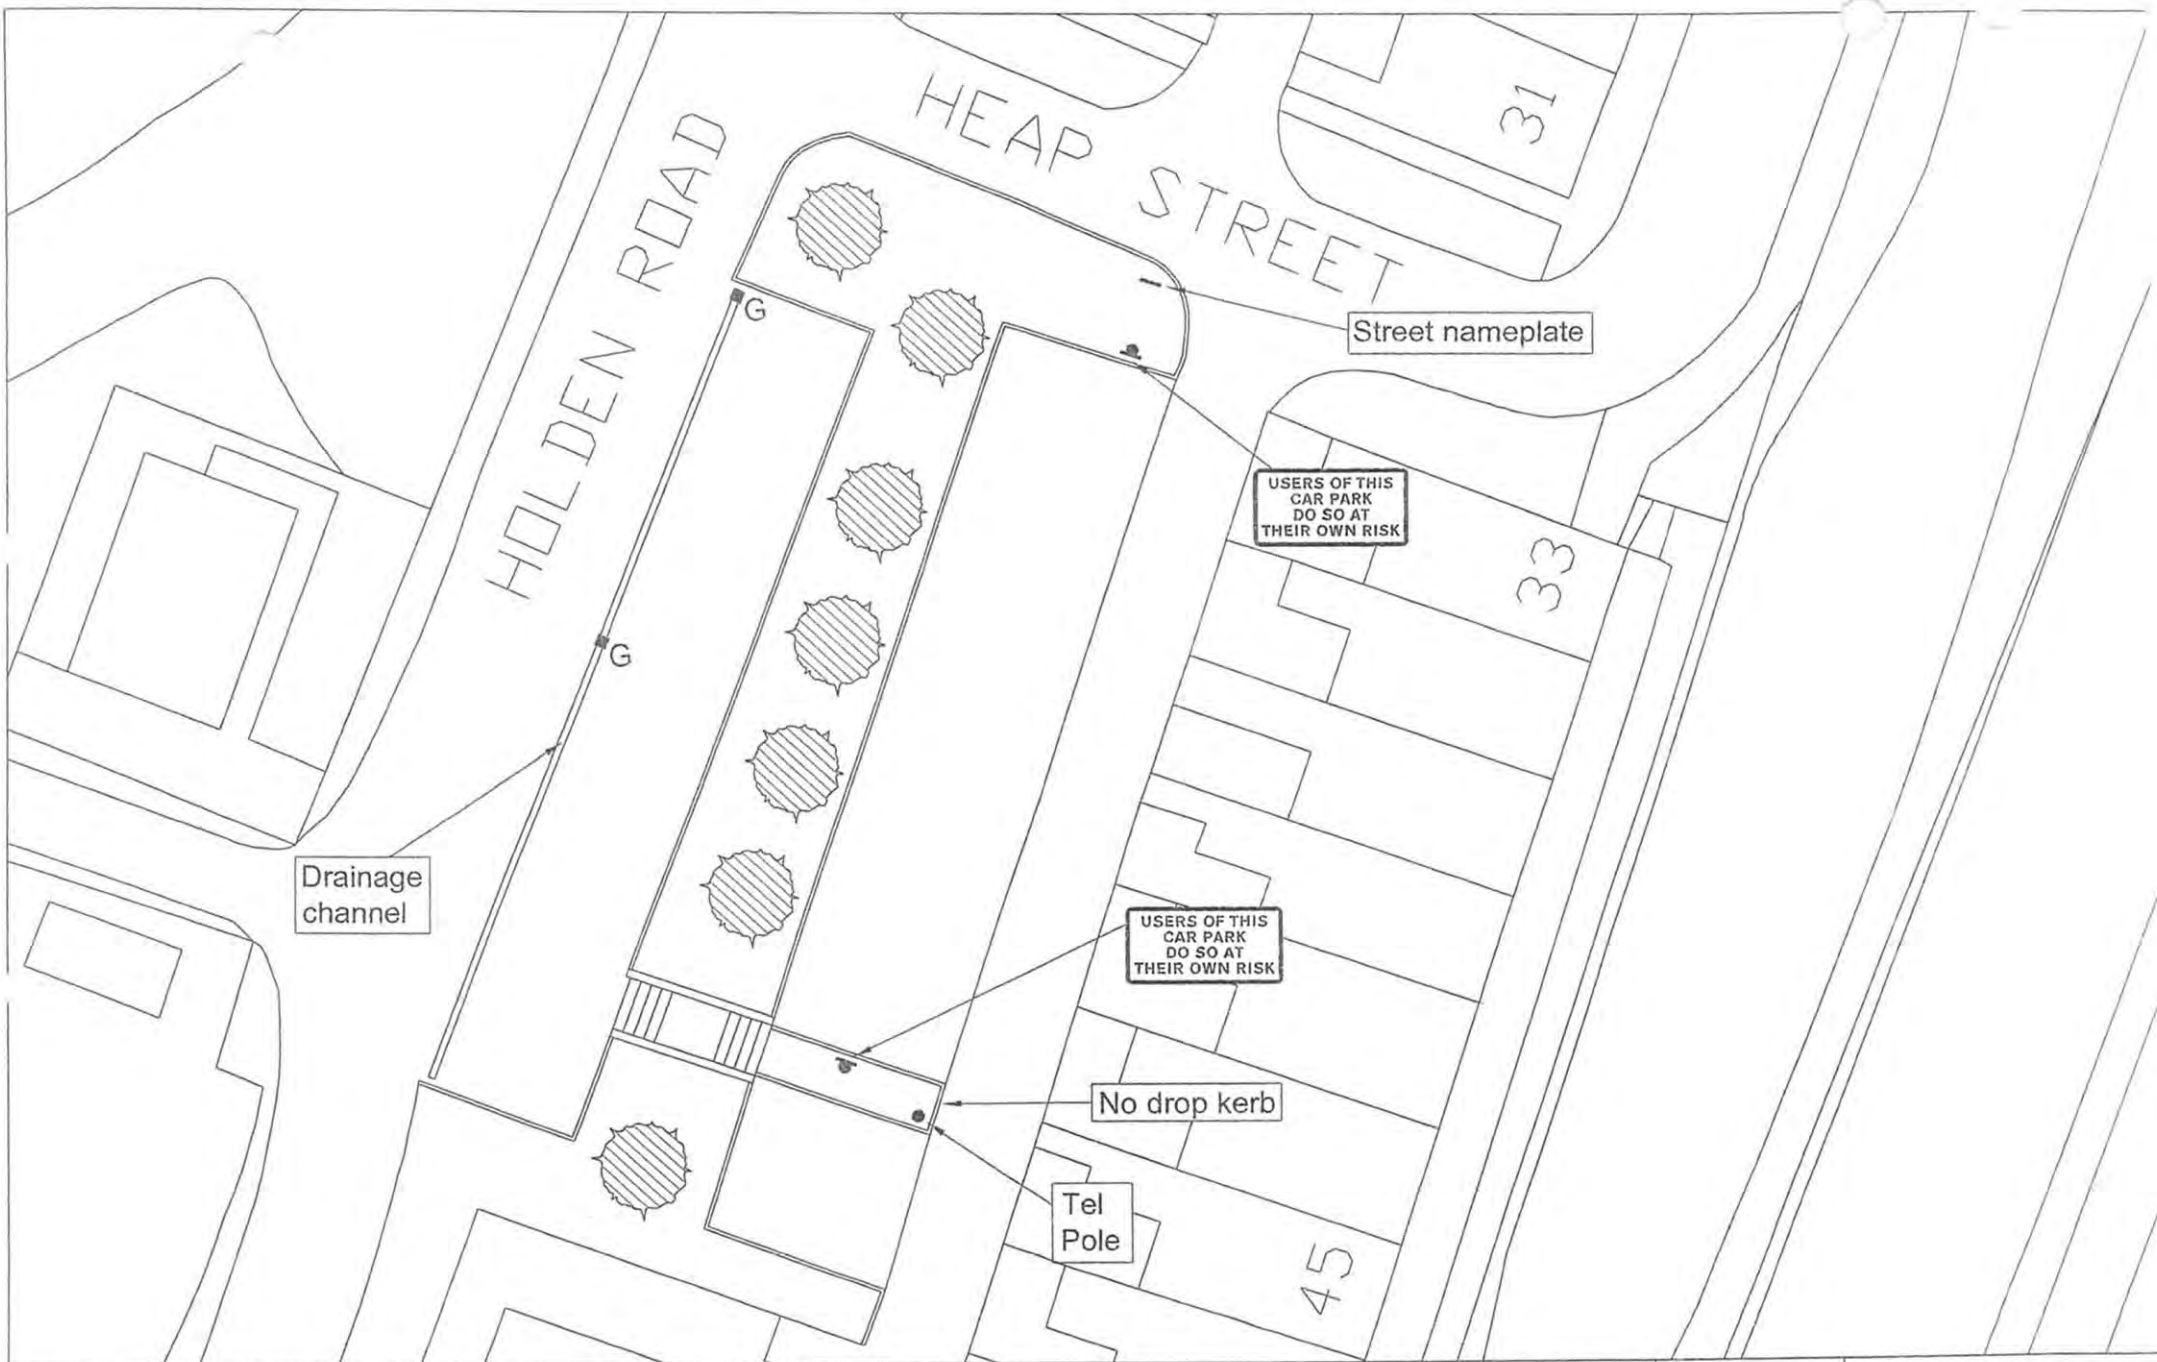 HEAP STREET
31
HOLDEN ROAD
G
Street nameplate
USERS OF THIS
CAR PARK
DO SO AT
THEIR OWN RISK
33
G
Drainage
channel
USERS OF THIS
CAR PARK
DO SO AT
THEIR OWN RISK
No drop kerb
Tel
Pole
45